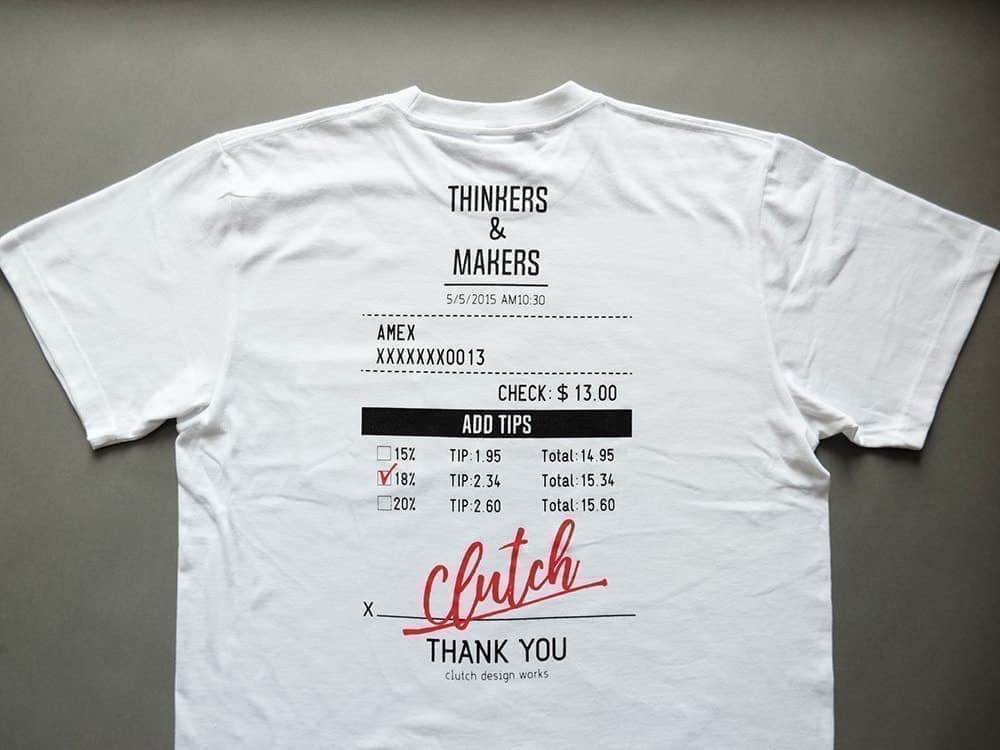 THINKERS
&
MAKERS
5/5/2015 AM10:30
AMEX
XXXXXXX0013
CHECK: $ 13.00
ADD TIPS
15% TIP:1.95 Total:14.95
18% TIP:2.34 Total:15.34
20% TIP:2.60 Total:15.60
Clutch
X
THANK YOU
clutch design works